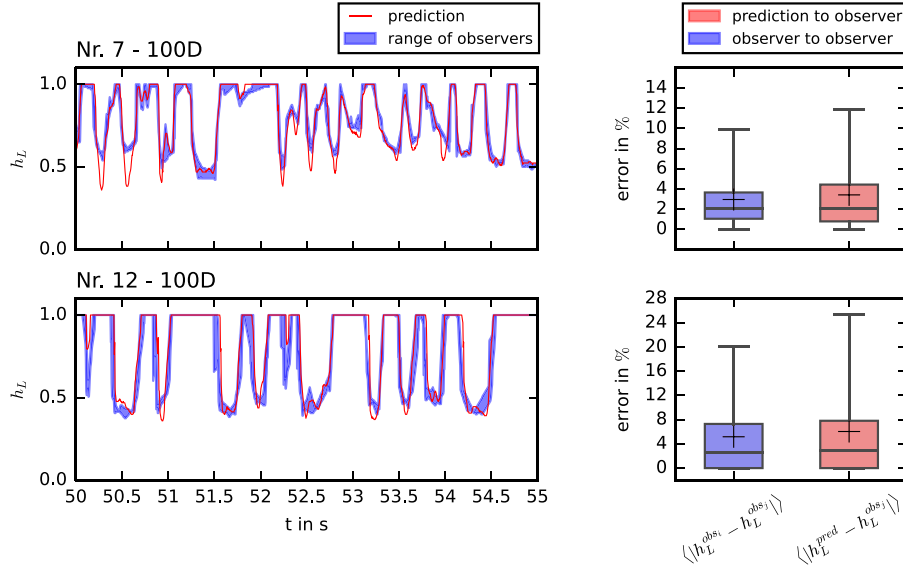 prediction
range of observers
prediction to observer
observer to observer
Nr. 7 - 100D
1.0
0.5
0.0
h_L
14
12
10
8
6
4
2
0
error in %
Nr. 12 - 100D
1.0
0.5
0.0
h_L
50 50.5 51 51.5 52 52.5 53 53.5 54 54.5 55
t in s
28
24
20
16
12
8
4
0
error in %
⟨|h_L^{obs_i} − h_L^{obs_j}|⟩
⟨|h_L^{pred} − h_L^{obs_j}|⟩